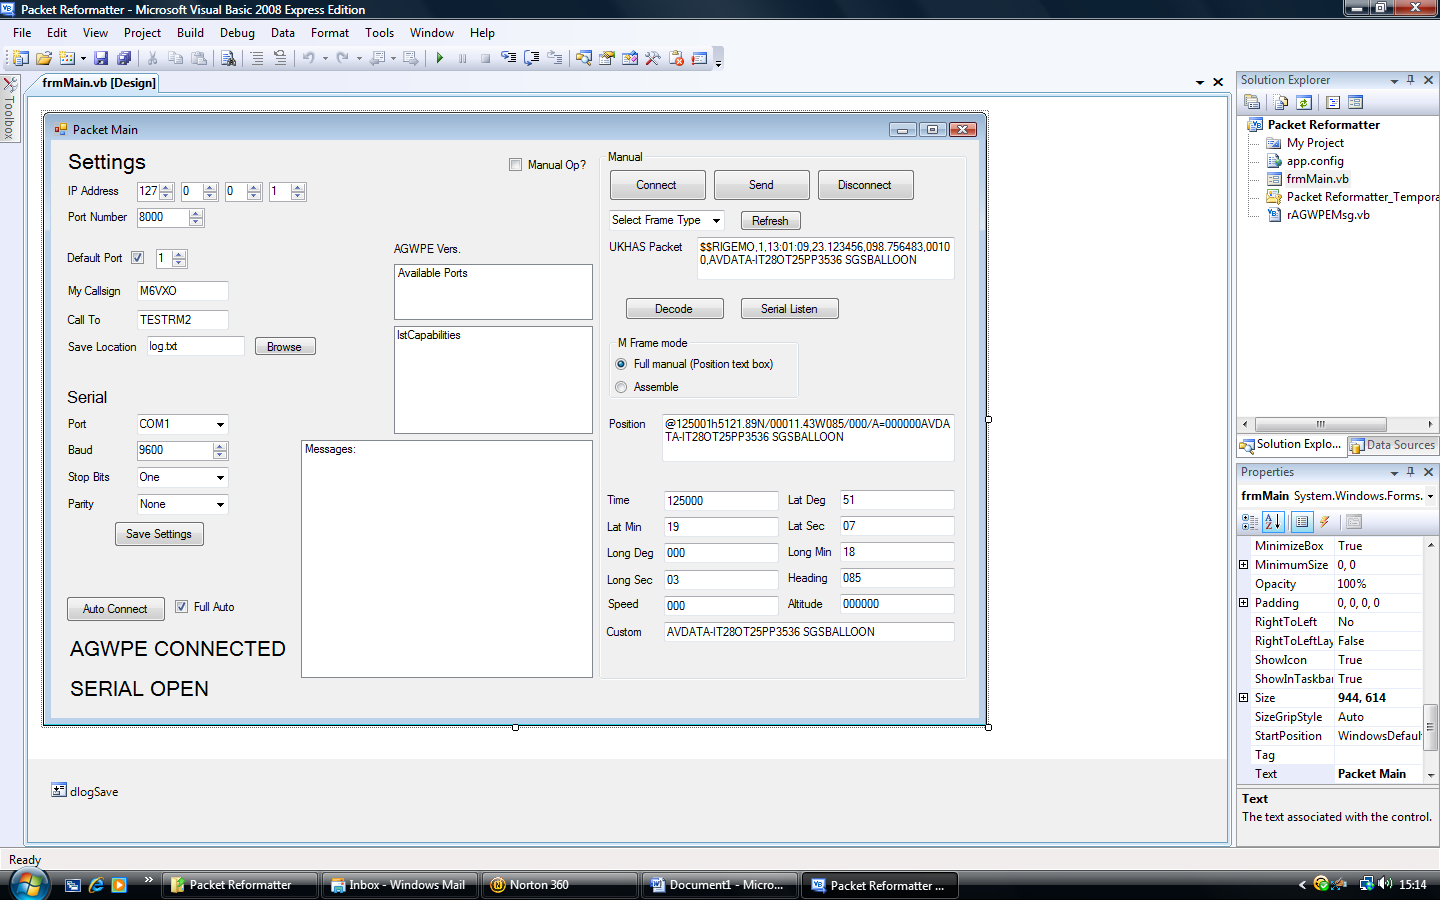 Packet Reformatter - Microsoft Visual Basic 2008 Express Edition
File Edit View Project Build Debug Data Format Tools Window Help
Toolbox
frmMain.vb [Design]
Packet Main
Settings
IP Address 127 0 0 1
Port Number 8000
Default Port 1
My Callsign M6VXO
Call To TESTRM2
Save Location log.txt Browse
Serial
Port COM1
Baud 9600
Stop Bits One
Parity None
Save Settings
Auto Connect Full Auto
AGWPE CONNECTED
SERIAL OPEN
Manual Op?
AGWPE Vers.
Available Ports
lstCapabilities
Messages:
Manual
Connect Send Disconnect
Select Frame Type Refresh
UKHAS Packet $$RIGEMO,1,13:01:09,23.123456,098.756483,0010
0,AVDATA-IT28OT25PP3536 SGSBALLOON
Decode Serial Listen
M Frame mode
Full manual (Position text box)
Assemble
Position @125001h5121.89N/00011.43W085/000/A=000000AVDA
TA-IT28OT25PP3536 SGSBALLOON
Time 125000 Lat Deg 51
Lat Min 19 Lat Sec 07
Long Deg 000 Long Min 18
Long Sec 03 Heading 085
Speed 000 Altitude 000000
Custom AVDATA-IT28OT25PP3536 SGSBALLOON
dlogSave
Solution Explorer
Packet Reformatter
My Project
app.config
frmMain.vb
Packet Reformatter_Tempora
rAGWPEMsg.vb
Solution Explo... Data Sources
Properties
frmMain System.Windows.Forms.
MinimizeBox True
MinimumSize 0, 0
Opacity 100%
Padding 0, 0, 0, 0
RightToLeft No
RightToLeftLay False
ShowIcon True
ShowInTaskbar True
Size 944, 614
SizeGripStyle Auto
StartPosition WindowsDefaul
Tag
Text Packet Main
Text
The text associated with the control.
Ready
Packet Reformatter Inbox - Windows Mail Norton 360 Document1 - Micro... Packet Reformatter ... 15:14